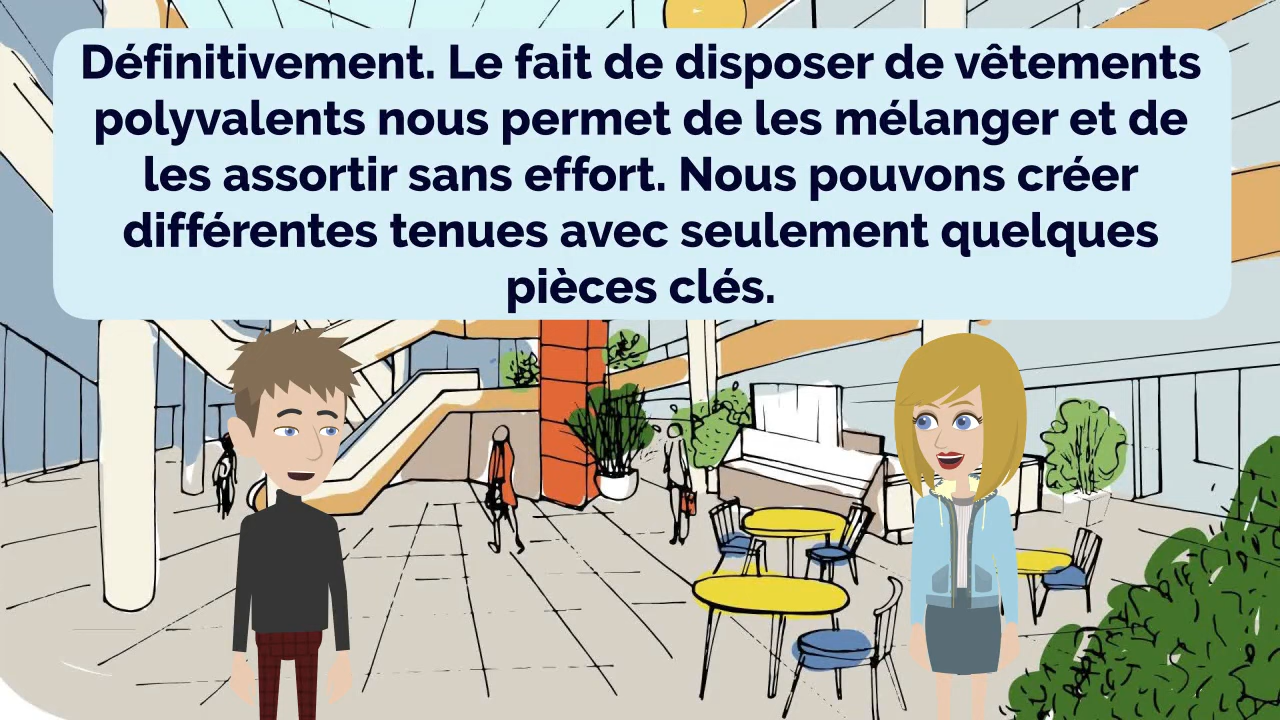 Définitivement. Le fait de disposer de vêtements
polyvalents nous permet de les mélanger et de
les assortir sans effort. Nous pouvons créer
différentes tenues avec seulement quelques
pièces clés.